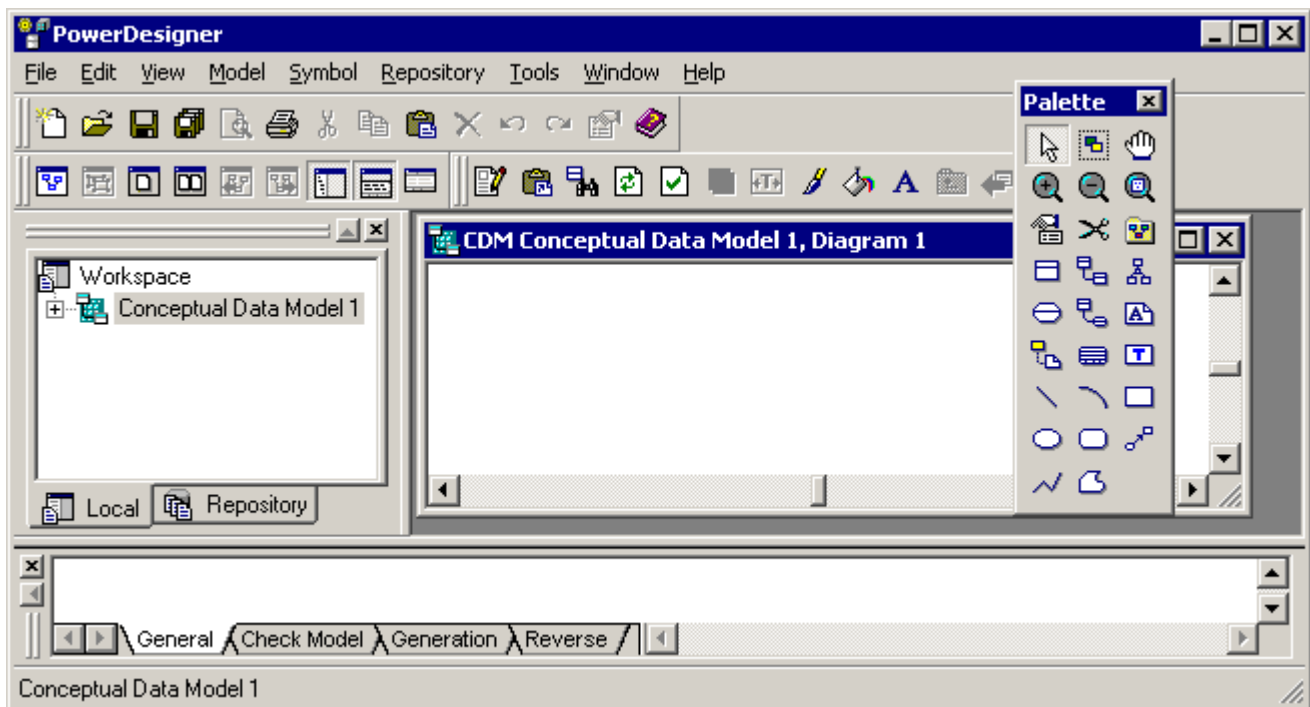 PowerDesigner
File Edit View Model Symbol Repository Tools Window Help
Palette
CDM Conceptual Data Model 1, Diagram 1
Workspace
Conceptual Data Model 1
Local Repository
General Check Model Generation Reverse
Conceptual Data Model 1